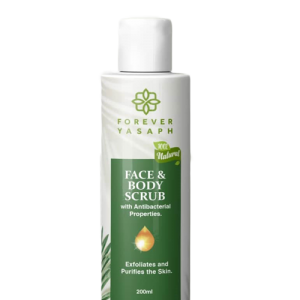 FOREVER
YASAPH
100%
Natural
FACE &
BODY
SCRUB
with Antibacterial
Properties.
Exfoliates and
Purifies the Skin.
200ml